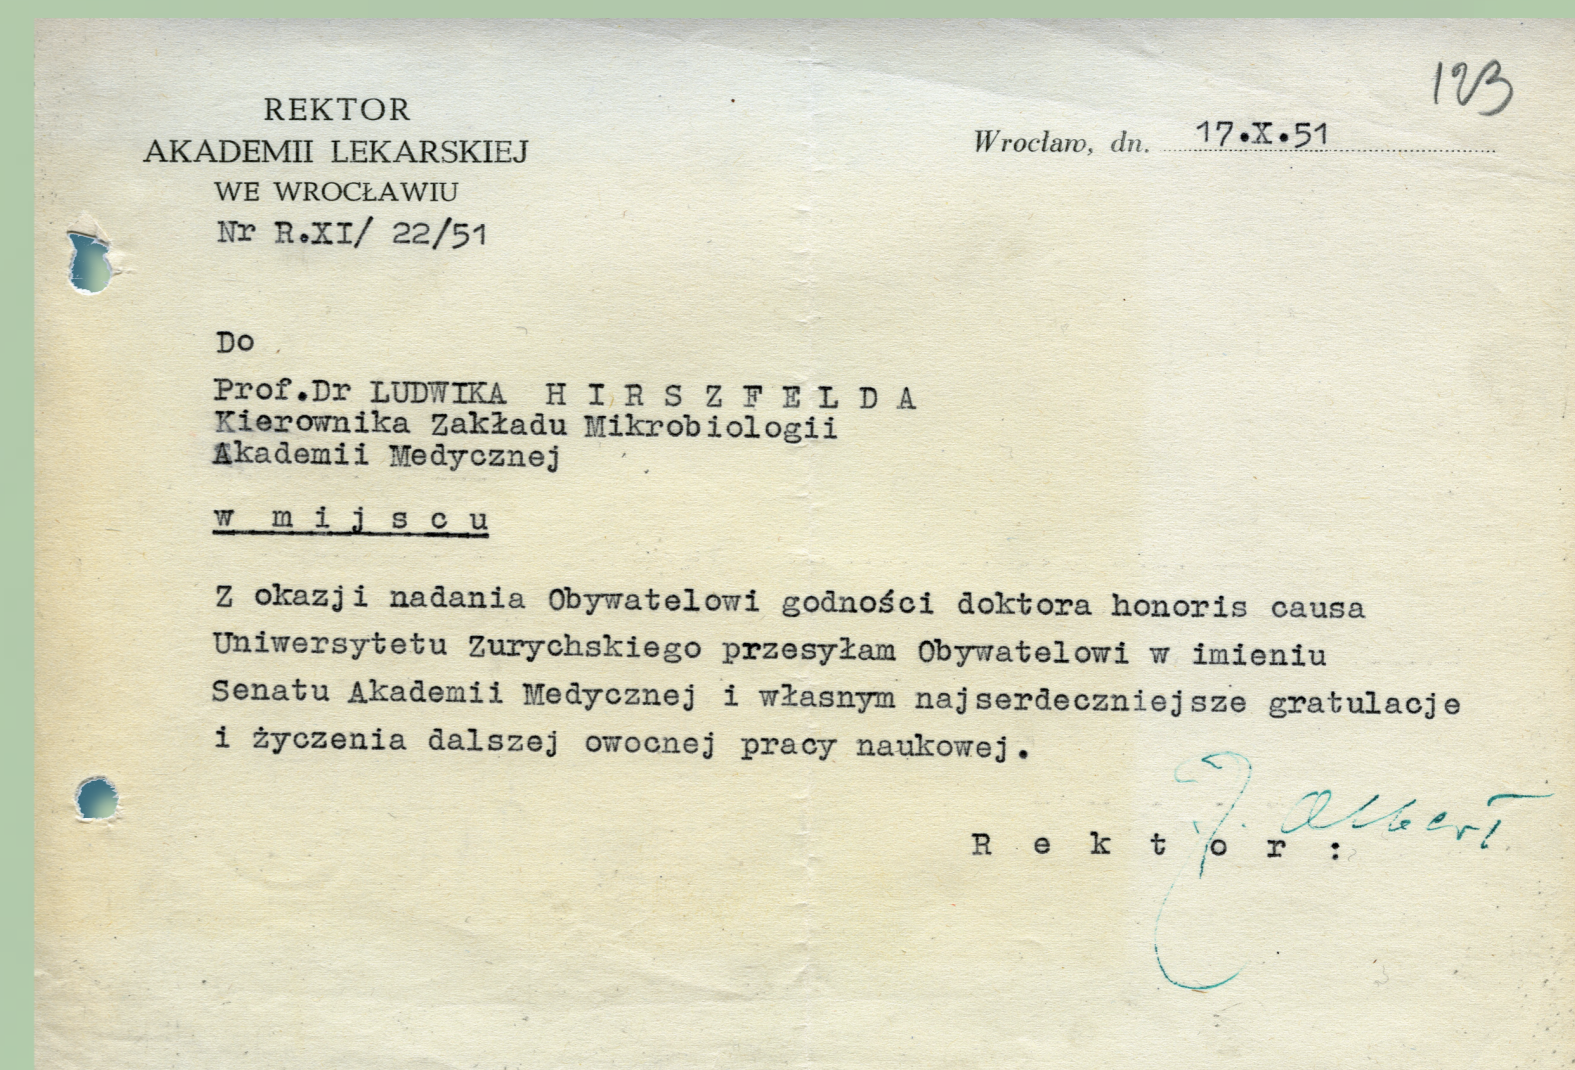 123
REKTOR
AKADEMII LEKARSKIEJ
WE WROCŁAWIU
Nr R.XI/ 22/51
Wrocław, dn. 17.X.51
Do
Prof.Dr LUDWIKA H I R S Z F E L D A
Kierownika Zakładu Mikrobiologii
Akademii Medycznej
w m i j s c u
Z okazji nadania Obywatelowi godności doktora honoris causa
Uniwersytetu Zurychskiego przesyłam Obywatelowi w imieniu
Senatu Akademii Medycznej i własnym najserdeczniejsze gratulacje
i życzenia dalszej owocnej pracy naukowej.
Z. Albert
R e k t o r :